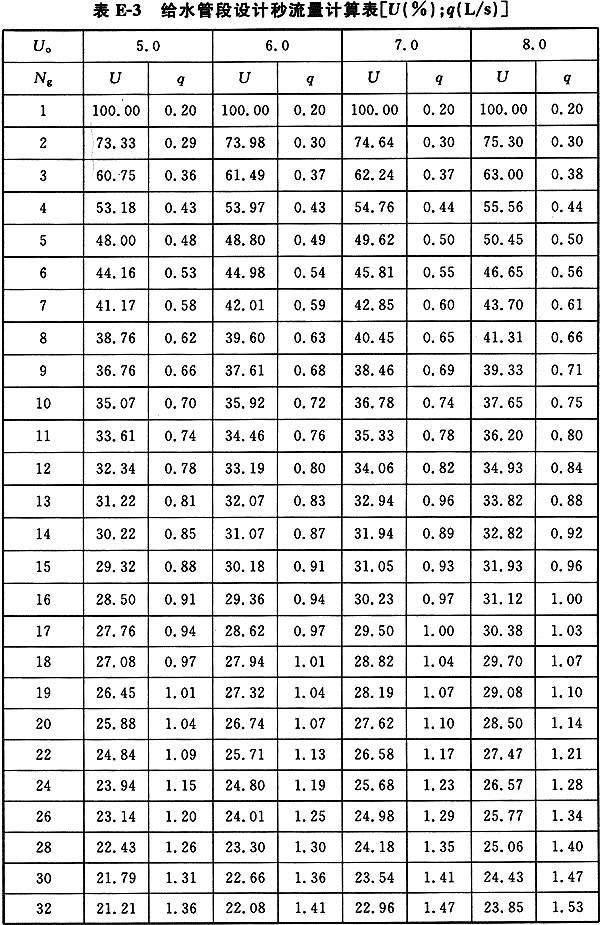 表 E-3 给水管段设计秒流量计算表[U(%);q(L/s)]
U₀ 5.0 6.0 7.0 8.0
Ng U q U q U q U q
1 100.00 0.20 100.00 0.20 100.00 0.20 100.00 0.20
2 73.33 0.29 73.98 0.30 74.64 0.30 75.30 0.30
3 60.75 0.36 61.49 0.37 62.24 0.37 63.00 0.38
4 53.18 0.43 53.97 0.43 54.76 0.44 55.56 0.44
5 48.00 0.48 48.80 0.49 49.62 0.50 50.45 0.50
6 44.16 0.53 44.98 0.54 45.81 0.55 46.65 0.56
7 41.17 0.58 42.01 0.59 42.85 0.60 43.70 0.61
8 38.76 0.62 39.60 0.63 40.45 0.65 41.31 0.66
9 36.76 0.66 37.61 0.68 38.46 0.69 39.33 0.71
10 35.07 0.70 35.92 0.72 36.78 0.74 37.65 0.75
11 33.61 0.74 34.46 0.76 35.33 0.78 36.20 0.80
12 32.34 0.78 33.19 0.80 34.06 0.82 34.93 0.84
13 31.22 0.81 32.07 0.83 32.94 0.96 33.82 0.88
14 30.22 0.85 31.07 0.87 31.94 0.89 32.82 0.92
15 29.32 0.88 30.18 0.91 31.05 0.93 31.93 0.96
16 28.50 0.91 29.36 0.94 30.23 0.97 31.12 1.00
17 27.76 0.94 28.62 0.97 29.50 1.00 30.38 1.03
18 27.08 0.97 27.94 1.01 28.82 1.04 29.70 1.07
19 26.45 1.01 27.32 1.04 28.19 1.07 29.08 1.10
20 25.88 1.04 26.74 1.07 27.62 1.10 28.50 1.14
22 24.84 1.09 25.71 1.13 26.58 1.17 27.47 1.21
24 23.94 1.15 24.80 1.19 25.68 1.23 26.57 1.28
26 23.14 1.20 24.01 1.25 24.98 1.29 25.77 1.34
28 22.43 1.26 23.30 1.30 24.18 1.35 25.06 1.40
30 21.79 1.31 22.66 1.36 23.54 1.41 24.43 1.47
32 21.21 1.36 22.08 1.41 22.96 1.47 23.85 1.53